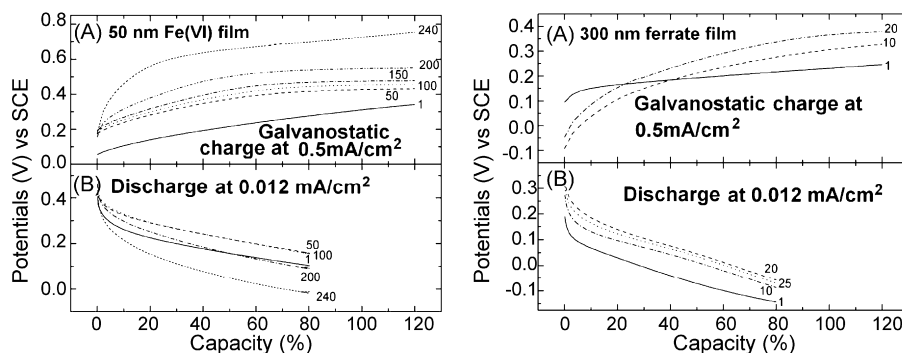 Potentials (V) vs SCE
(A) 50 nm Fe(VI) film
240
200
150
100
50
1
Galvanostatic
charge at 0.5mA/cm²
0.8
0.6
0.4
0.2
0.0
(B) Discharge at 0.012 mA/cm²
50
1 100
200
240
0.4
0.2
0.0
0 20 40 60 80 100 120
Capacity (%)
Potentials (V) vs SCE
(A) 300 nm ferrate film
20
10
1
Galvanostatic charge at
0.5mA/cm²
0.4
0.3
0.2
0.1
-0.0
-0.1
(B) Discharge at 0.012 mA/cm²
20
25
10
1
0.3
0.2
0.1
0.0
-0.1
0 20 40 60 80 100 120
Capacity (%)